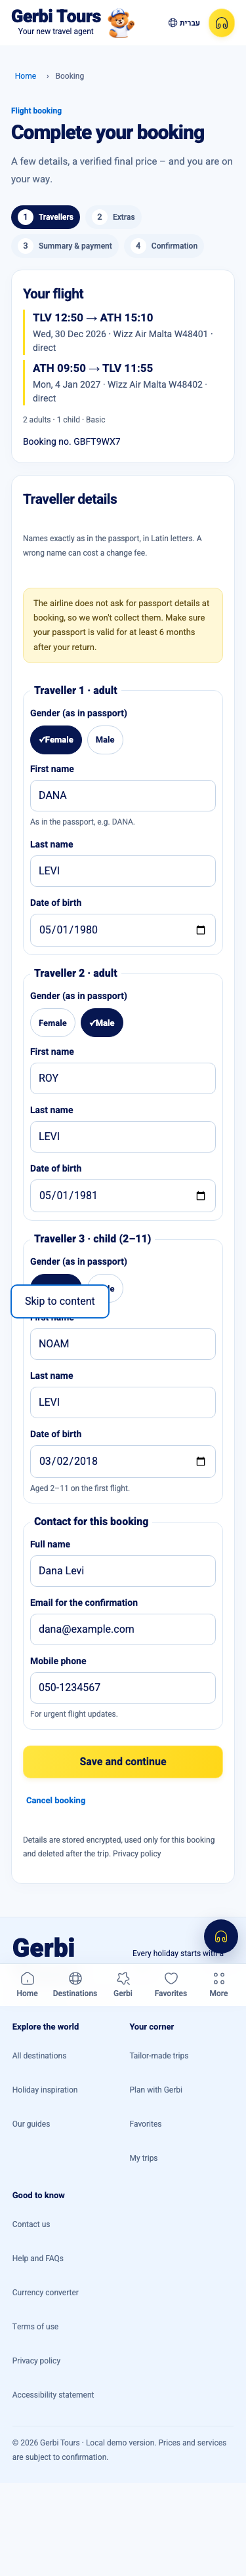 Gerbi Tours
Your new travel agent
עברית
Home › Booking
Flight booking
Complete your booking
A few details, a verified final price – and you are on
your way.
1 Travellers
2 Extras
3 Summary & payment
4 Confirmation
Your flight
TLV 12:50 → ATH 15:10
Wed, 30 Dec 2026 · Wizz Air Malta W48401 ·
direct
ATH 09:50 → TLV 11:55
Mon, 4 Jan 2027 · Wizz Air Malta W48402 ·
direct
2 adults · 1 child · Basic
Booking no. GBFT9WX7
Traveller details
Names exactly as in the passport, in Latin letters. A
wrong name can cost a change fee.
The airline does not ask for passport details at
booking, so we won't collect them. Make sure
your passport is valid for at least 6 months
after your return.
Traveller 1 · adult
Gender (as in passport)
✓Female
Male
First name
DANA
As in the passport, e.g. DANA.
Last name
LEVI
Date of birth
05/01/1980
Traveller 2 · adult
Gender (as in passport)
Female
✓Male
First name
ROY
Last name
LEVI
Date of birth
05/01/1981
Traveller 3 · child (2–11)
Gender (as in passport)
Skip to content
First name
NOAM
Last name
LEVI
Date of birth
03/02/2018
Aged 2–11 on the first flight.
Contact for this booking
Full name
Dana Levi
Email for the confirmation
dana@example.com
Mobile phone
050-1234567
For urgent flight updates.
Save and continue
Cancel booking
Details are stored encrypted, used only for this booking
and deleted after the trip. Privacy policy
Gerbi
Every journey starts with a
Home
Destinations
Gerbi
Favorites
More
Explore the world
Your corner
All destinations
Tailor-made trips
Holiday inspiration
Plan with Gerbi
Our guides
Favorites
My trips
Good to know
Contact us
Help and FAQs
Currency converter
Terms of use
Privacy policy
Accessibility statement
© 2026 Gerbi Tours · Local demo version. Prices and services
are subject to confirmation.